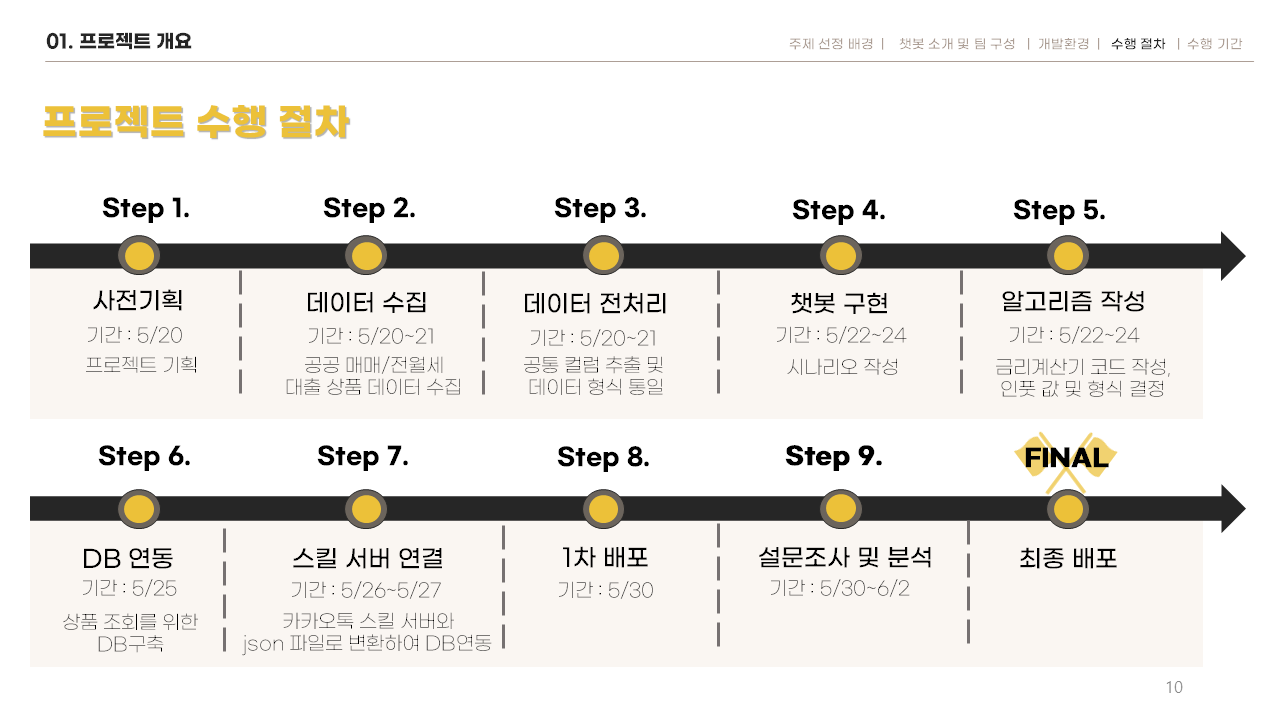 01. 프로젝트 개요
주제 선정 배경 | 챗봇 소개 및 팀 구성 | 개발환경 | 수행 절차 | 수행 기간
프로젝트 수행 절차
Step 1.
사전기획
기간 : 5/20
프로젝트 기획
Step 2.
데이터 수집
기간 : 5/20~21
공공 매매/전월세
대출 상품 데이터 수집
Step 3.
데이터 전처리
기간 : 5/20~21
공통 컬럼 추출 및
데이터 형식 통일
Step 4.
챗봇 구현
기간 : 5/22~24
시나리오 작성
Step 5.
알고리즘 작성
기간 : 5/22~24
금리계산기 코드 작성,
인풋 값 및 형식 결정
Step 6.
DB 연동
기간 : 5/25
상품 조회를 위한
DB구축
Step 7.
스킬 서버 연결
기간 : 5/26~5/27
카카오톡 스킬 서버와
json 파일로 변환하여 DB연동
Step 8.
1차 배포
기간 : 5/30
Step 9.
설문조사 및 분석
기간 : 5/30~6/2
FINAL
최종 배포
10